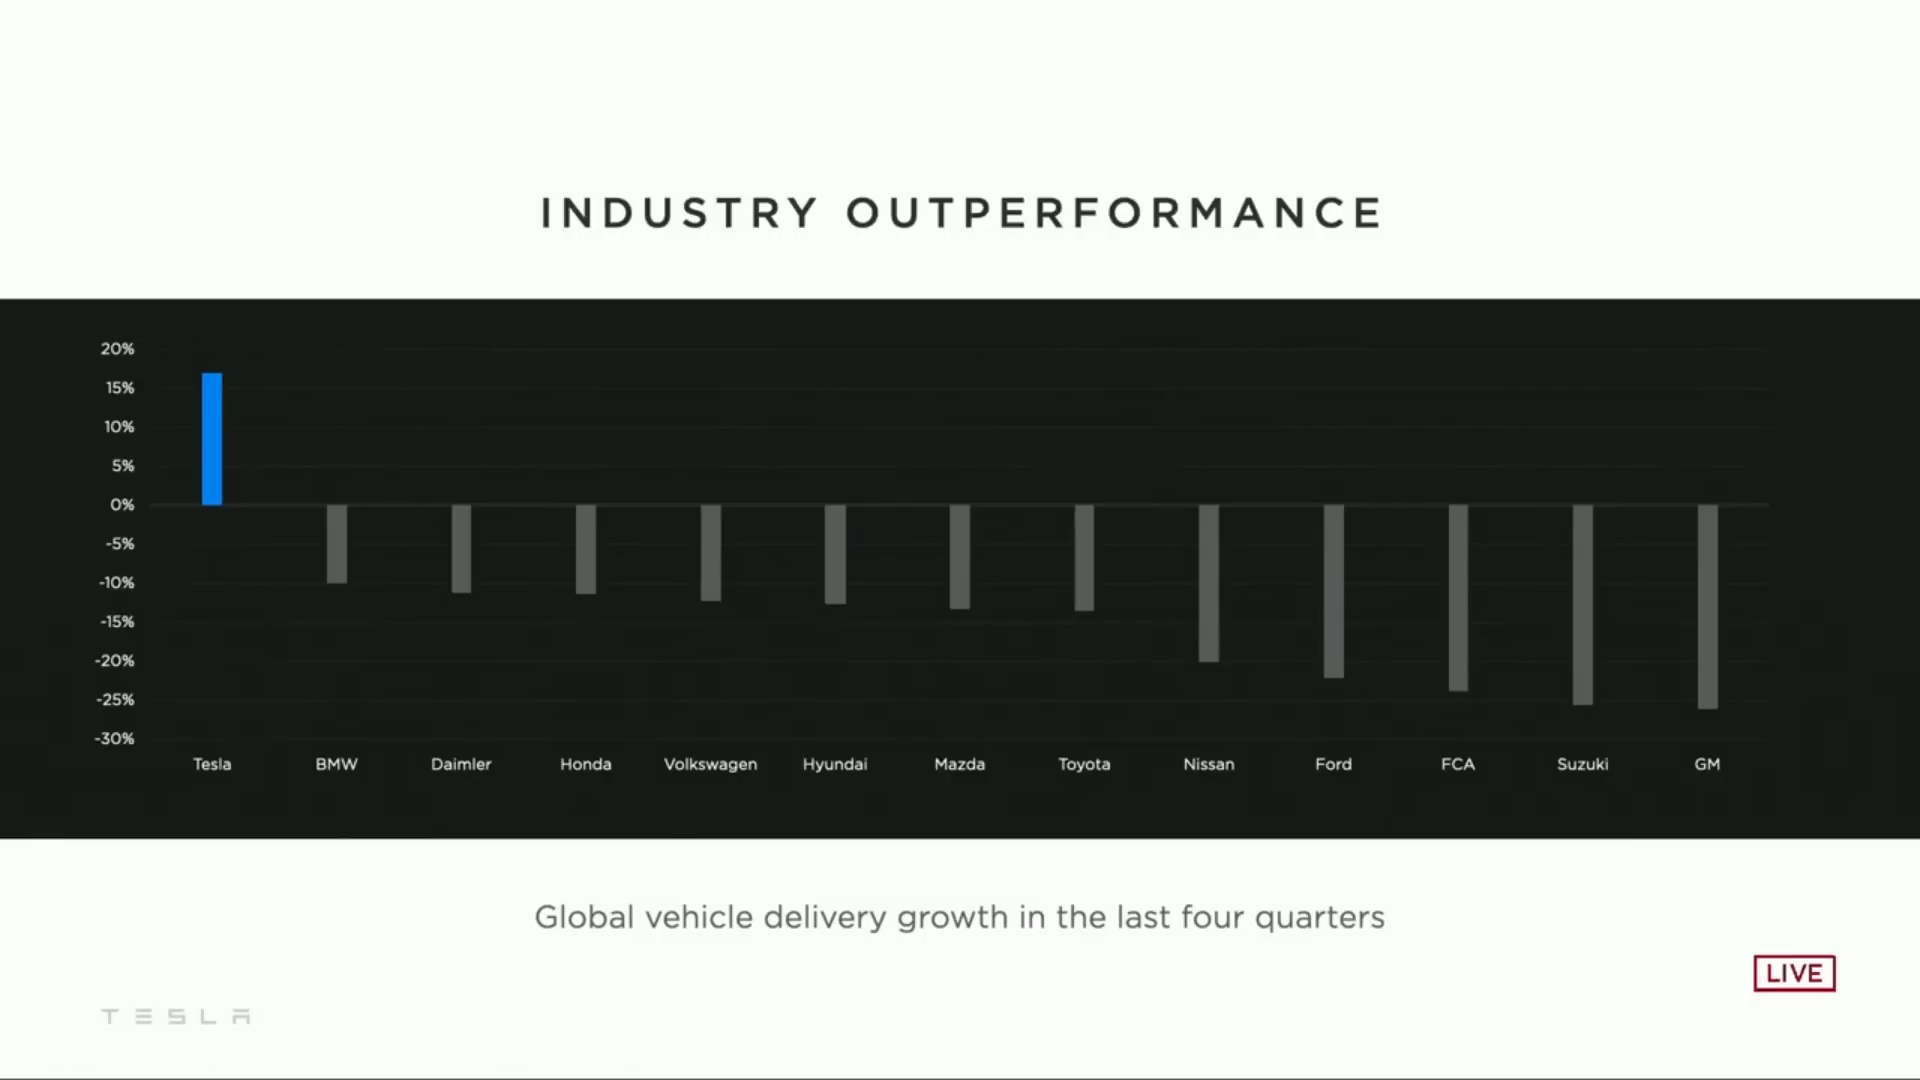 INDUSTRY OUTPERFORMANCE
20%
15%
10%
5%
0%
-5%
-10%
-15%
-20%
-25%
-30%
Tesla BMW Daimler Honda Volkswagen Hyundai Mazda Toyota Nissan Ford FCA Suzuki GM
Global vehicle delivery growth in the last four quarters
LIVE
TESLA